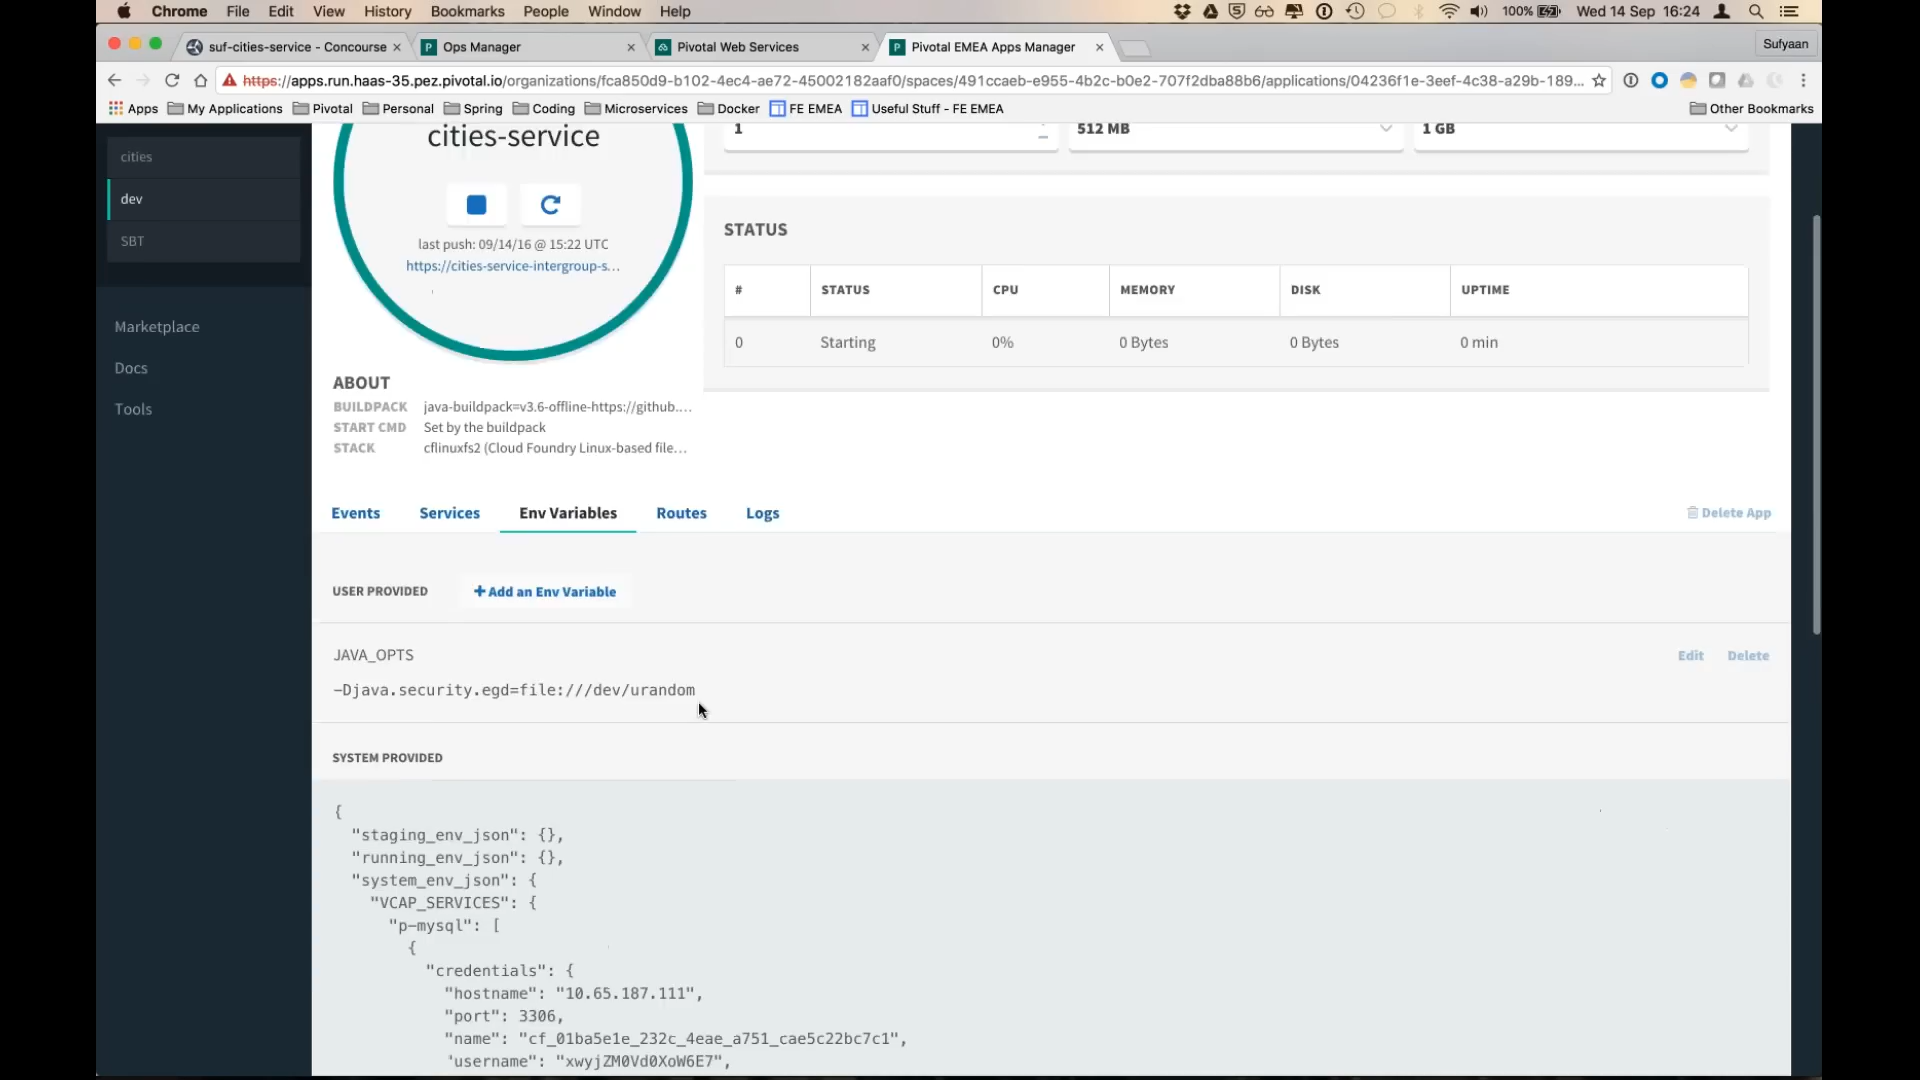 Chrome File Edit View History Bookmarks People Window Help 100% Wed 14 Sep 16:24
suf-cities-service - Concourse Ops Manager Pivotal Web Services Pivotal EMEA Apps Manager Sufyaan
https://apps.run.haas-35.pez.pivotal.io/organizations/fca850d9-b102-4ec4-ae72-45002182aaf0/spaces/491ccaeb-e955-4b2c-b0e2-707f2dba88b6/applications/04236f1e-3eef-4c38-a29b-189...
Apps My Applications Pivotal Personal Spring Coding Microservices Docker FE EMEA Useful Stuff - FE EMEA Other Bookmarks
cities
dev
SBT
Marketplace
Docs
Tools
cities-service
last push: 09/14/16 @ 15:22 UTC
https://cities-service-intergroup-s...
1 512 MB 1 GB
STATUS
# STATUS CPU MEMORY DISK UPTIME
0 Starting 0% 0 Bytes 0 Bytes 0 min
ABOUT
BUILDPACK java-buildpack=v3.6-offline-https://github....
START CMD Set by the buildpack
STACK cflinuxfs2 (Cloud Foundry Linux-based file...
Events Services Env Variables Routes Logs Delete App
USER PROVIDED + Add an Env Variable
JAVA_OPTS Edit Delete
-Djava.security.egd=file:///dev/urandom
SYSTEM PROVIDED
{
"staging_env_json": {},
"running_env_json": {},
"system_env_json": {
"VCAP_SERVICES": {
"p-mysql": [
{
"credentials": {
"hostname": "10.65.187.111",
"port": 3306,
"name": "cf_01ba5e1e_232c_4eae_a751_cae5c22bc7c1",
"username": "xwyjZM0Vd0XoW6E7",